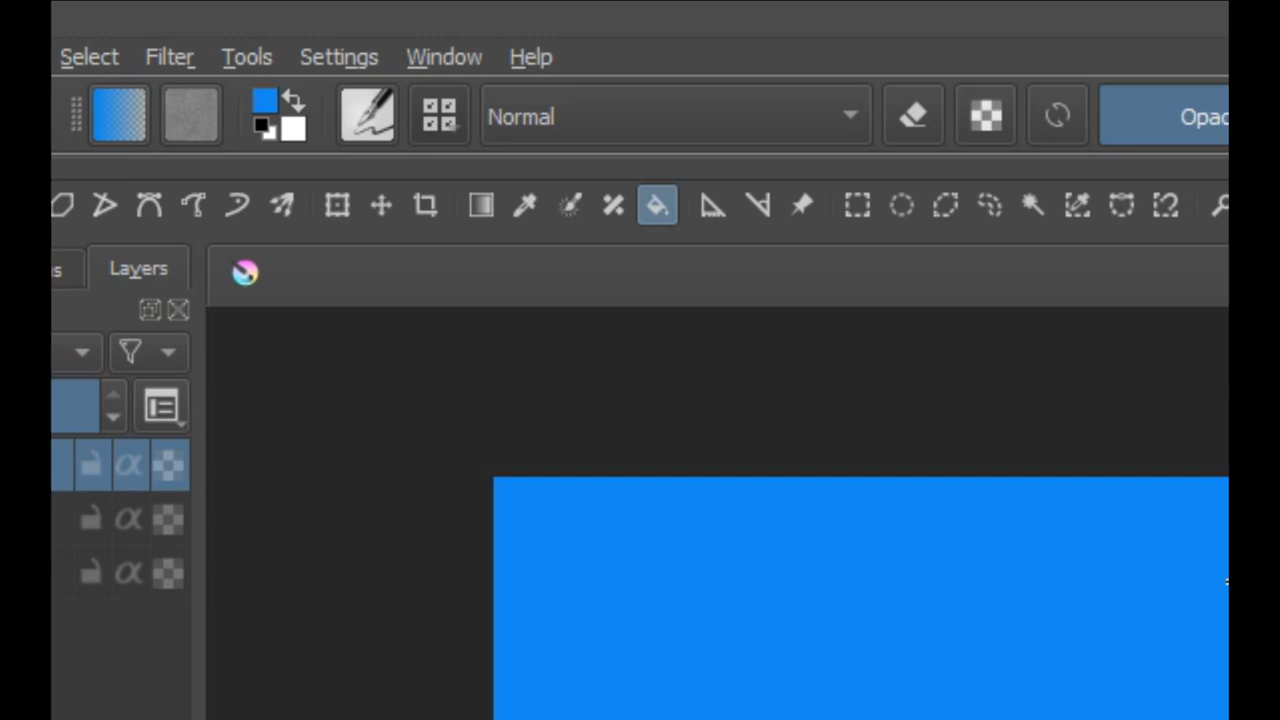 Select Filter Tools Settings Window Help
Normal
Opac
s Layers
α
α
α